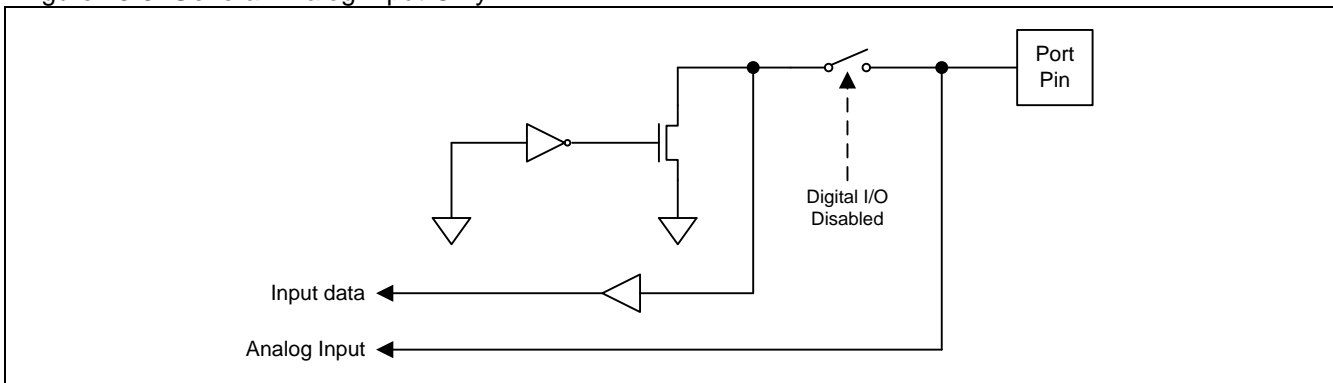 Port
Pin
Digital I/O
Disabled
Input data
Analog Input